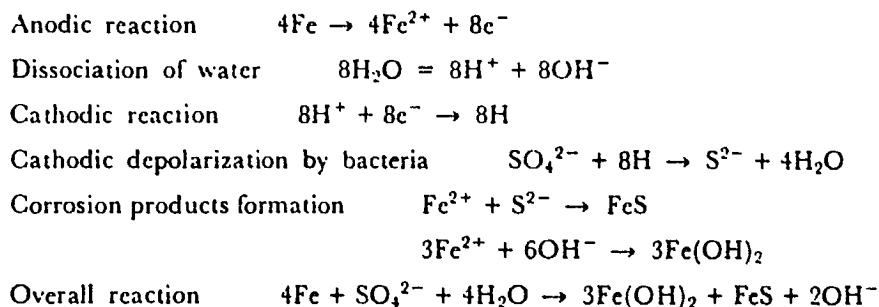 Anodic reaction 4Fe → 4Fe²⁺ + 8e⁻
Dissociation of water 8H₂O = 8H⁺ + 8OH⁻
Cathodic reaction 8H⁺ + 8e⁻ → 8H
Cathodic depolarization by bacteria SO₄²⁻ + 8H → S²⁻ + 4H₂O
Corrosion products formation Fe²⁺ + S²⁻ → FeS
3Fe²⁺ + 6OH⁻ → 3Fe(OH)₂
Overall reaction 4Fe + SO₄²⁻ + 4H₂O → 3Fe(OH)₂ + FeS + 2OH⁻